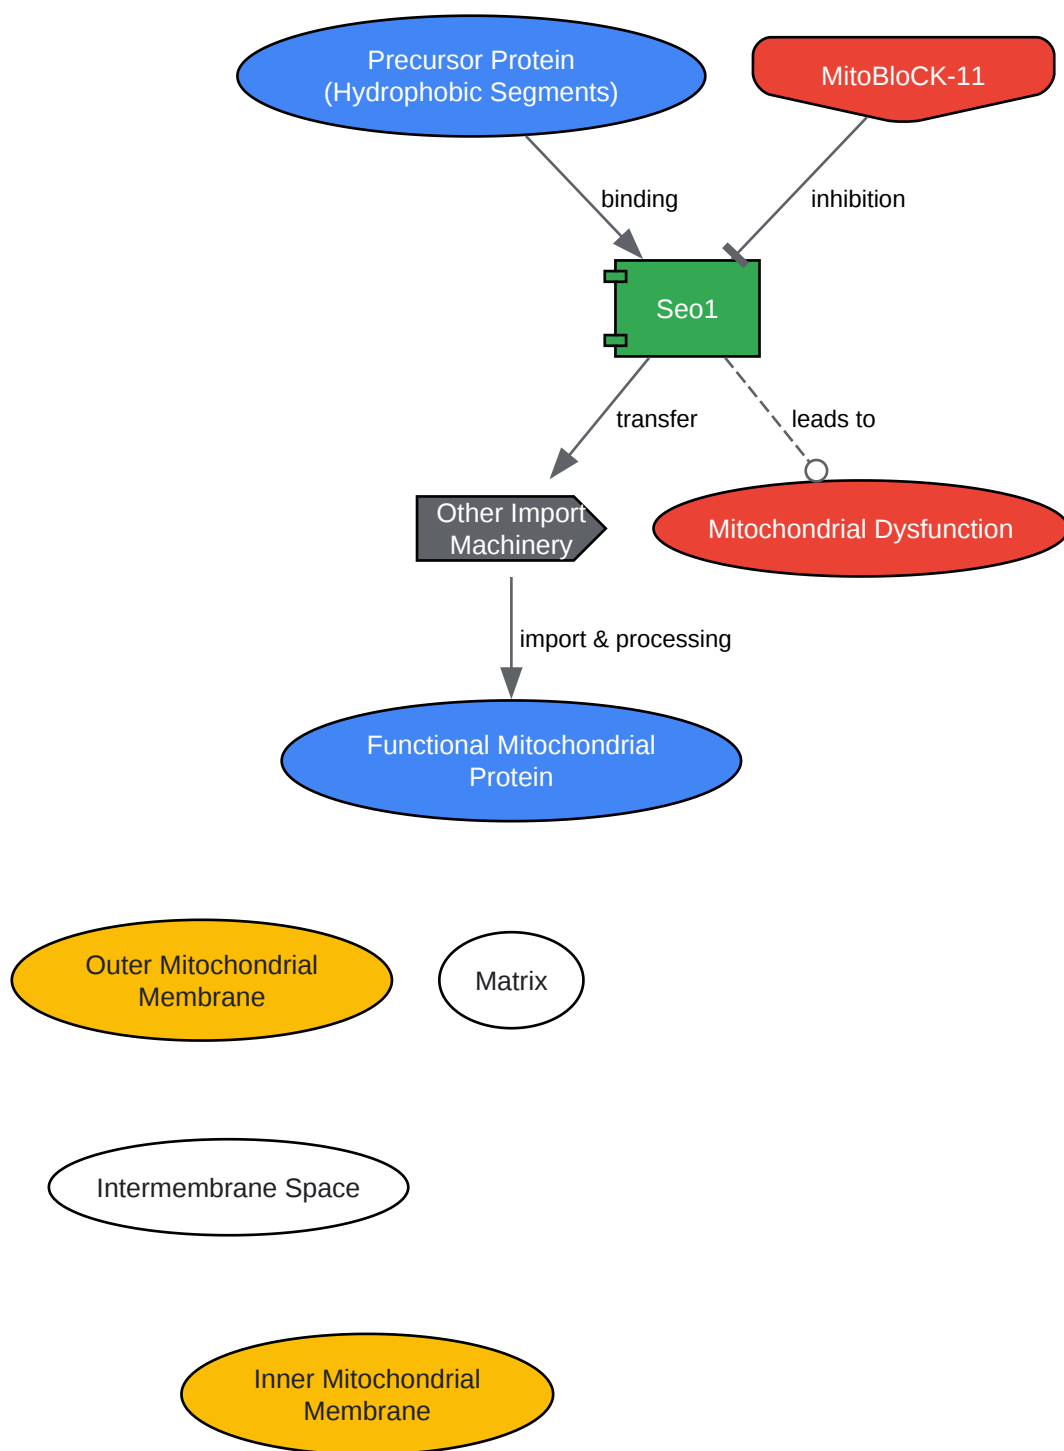 Precursor Protein
(Hydrophobic Segments)
MitoBloCK-11
binding
inhibition
Seo1
transfer
leads to
Other Import
Machinery
Mitochondrial Dysfunction
import & processing
Functional Mitochondrial
Protein
Outer Mitochondrial
Membrane
Matrix
Intermembrane Space
Inner Mitochondrial
Membrane